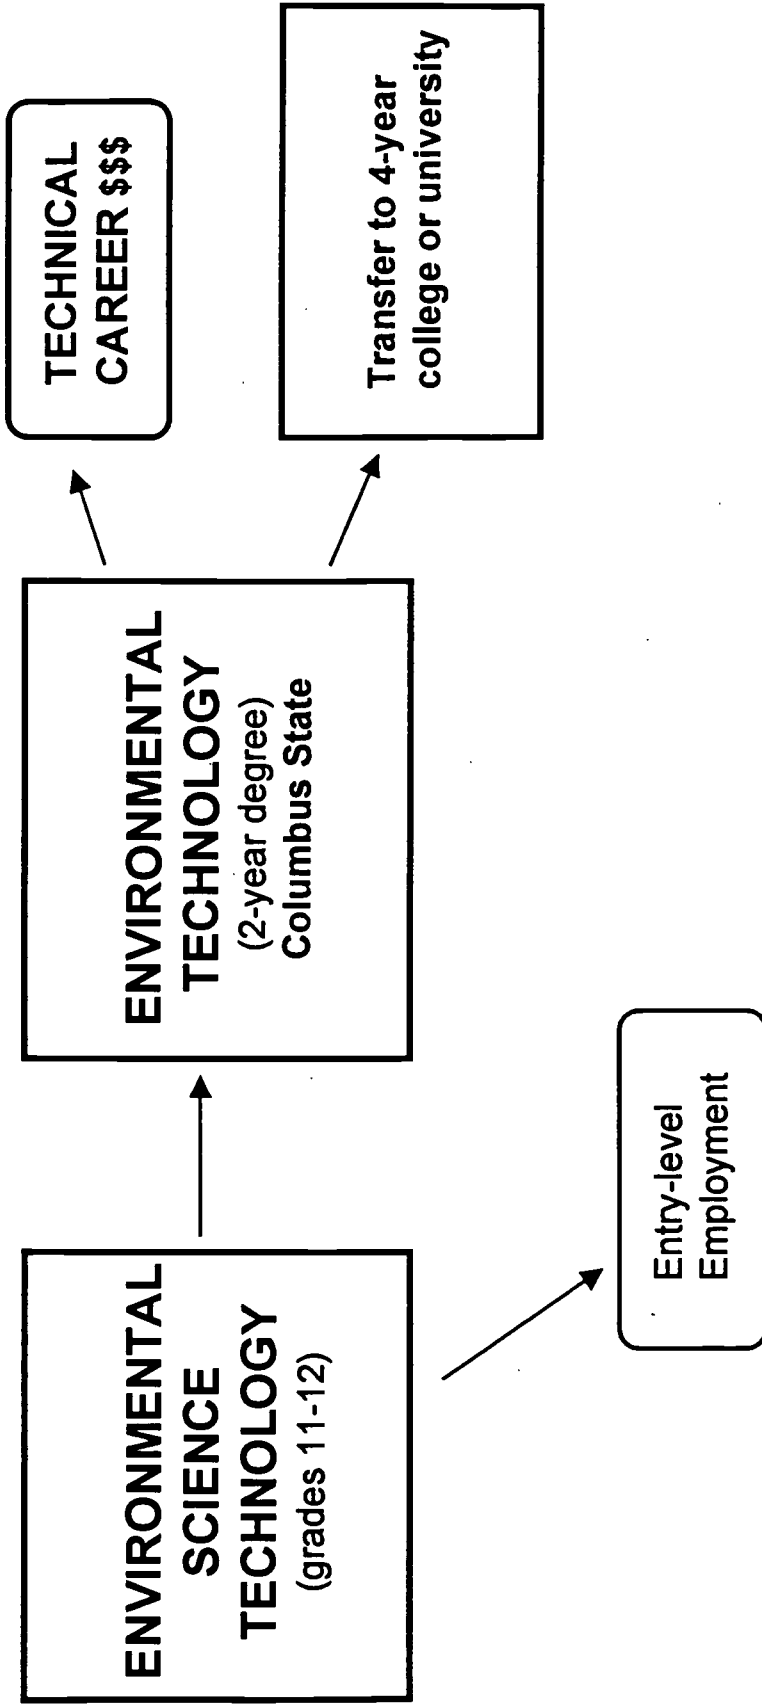 ENVIRONMENTAL
SCIENCE
TECHNOLOGY
(grades 11-12)
Entry-level
Employment
ENVIRONMENTAL
TECHNOLOGY
(2-year degree)
Columbus State
TECHNICAL
CAREER $$$
Transfer to 4-year
college or university